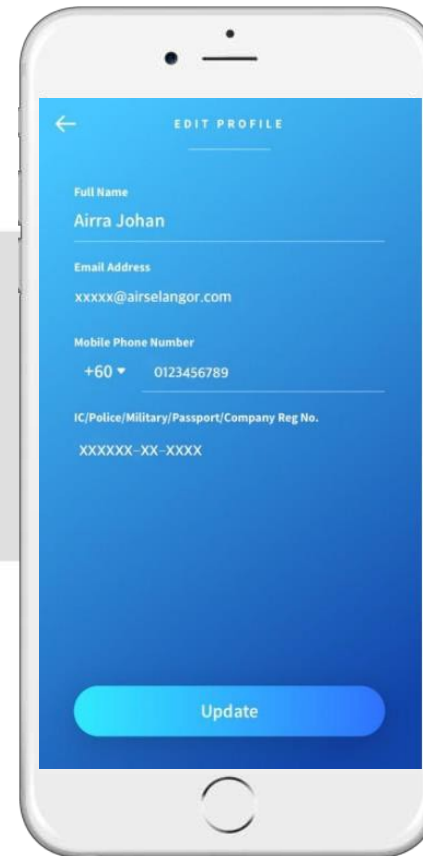 EDIT PROFILE
Full Name
Airra Johan
Email Address
xxxxx@airselangor.com
Mobile Phone Number
+60 0123456789
IC/Police/Military/Passport/Company Reg No.
XXXXXX-XX-XXXX
Update